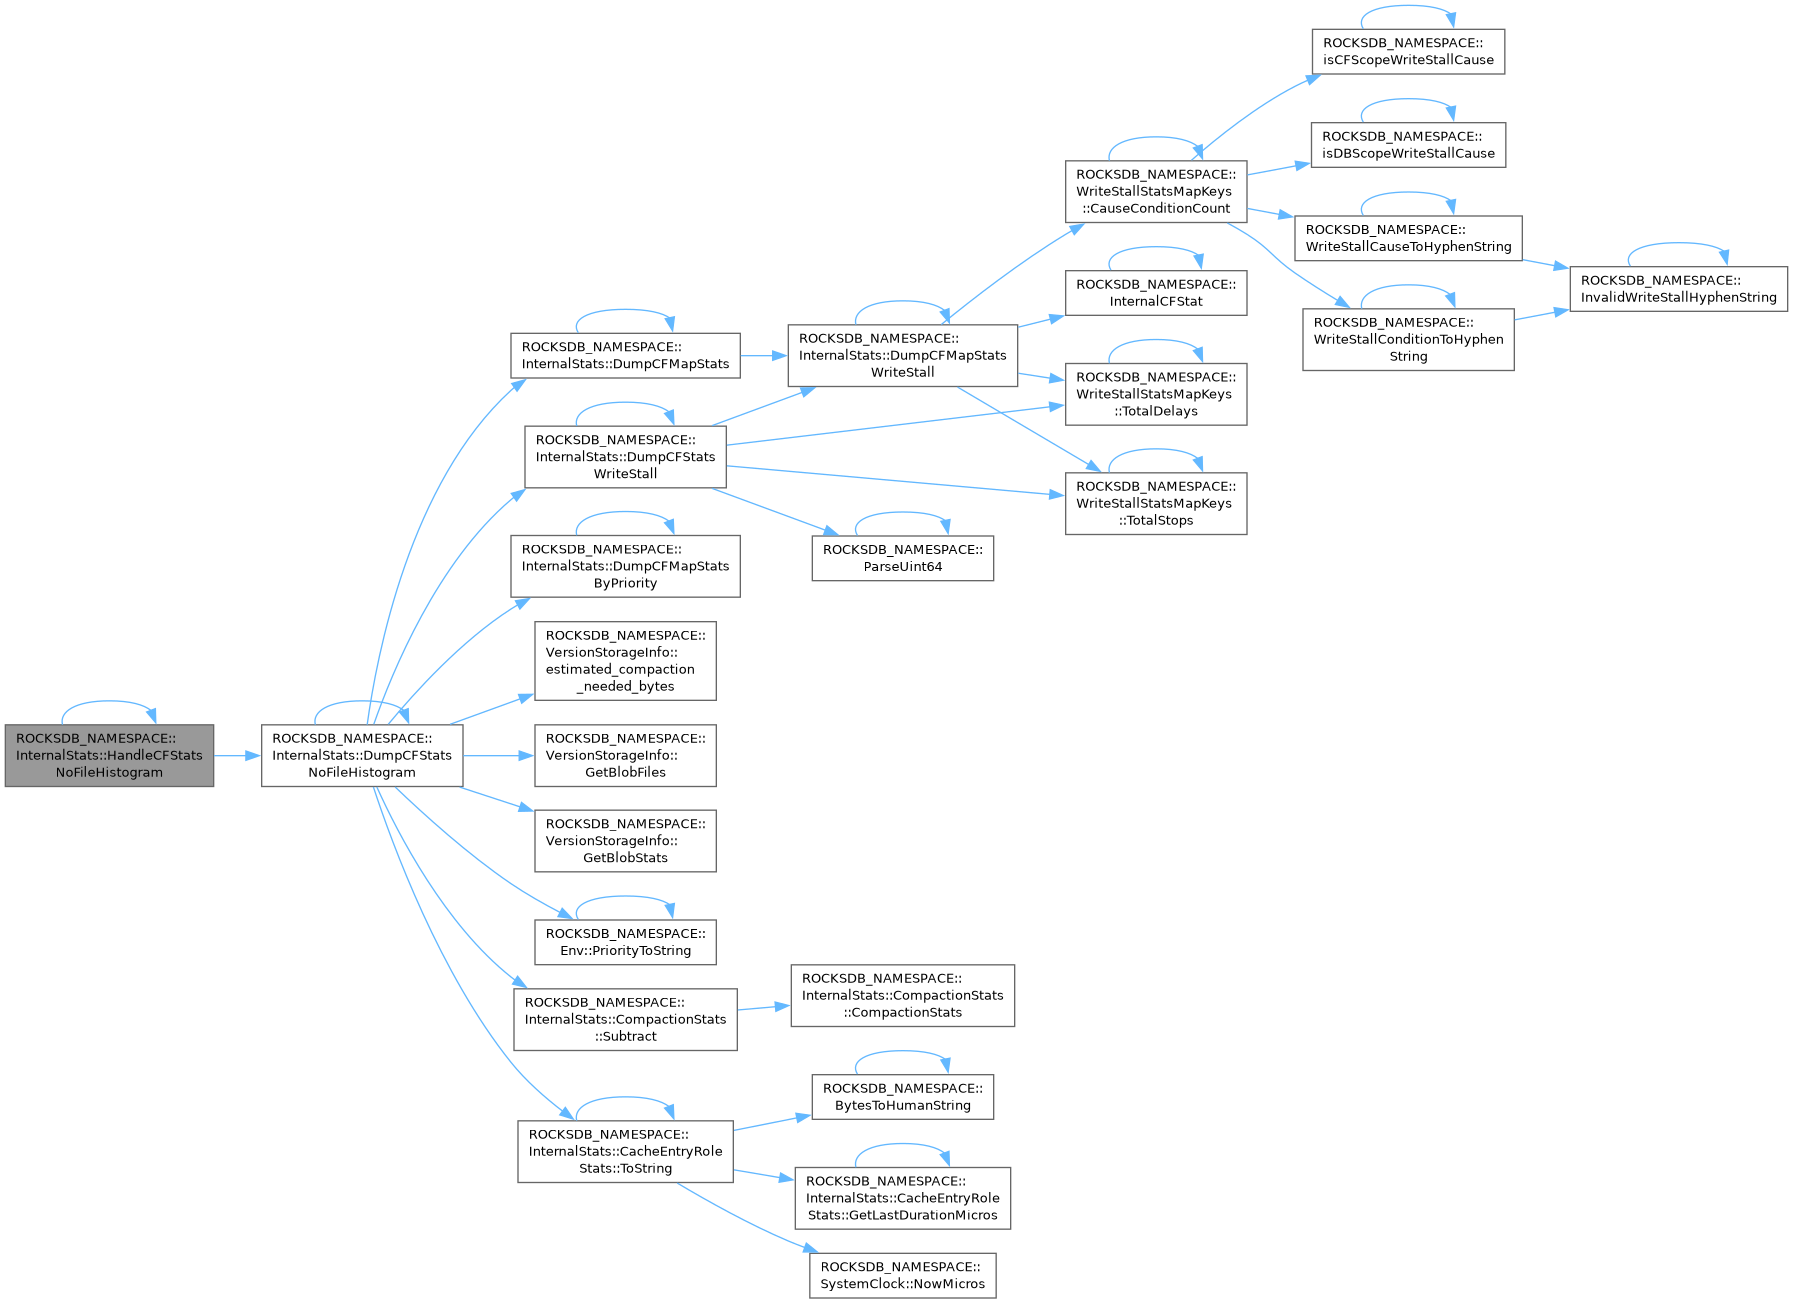 ROCKSDB_NAMESPACE::
InternalStats::HandleCFStats
NoFileHistogram
ROCKSDB_NAMESPACE::
InternalStats::DumpCFStats
NoFileHistogram
ROCKSDB_NAMESPACE::
InternalStats::DumpCFMapStats
ROCKSDB_NAMESPACE::
InternalStats::DumpCFStats
WriteStall
ROCKSDB_NAMESPACE::
InternalStats::DumpCFMapStats
ByPriority
ROCKSDB_NAMESPACE::
VersionStorageInfo::
estimated_compaction
_needed_bytes
ROCKSDB_NAMESPACE::
VersionStorageInfo::
GetBlobFiles
ROCKSDB_NAMESPACE::
VersionStorageInfo::
GetBlobStats
ROCKSDB_NAMESPACE::
Env::PriorityToString
ROCKSDB_NAMESPACE::
InternalStats::CompactionStats
::Subtract
ROCKSDB_NAMESPACE::
InternalStats::CacheEntryRole
Stats::ToString
ROCKSDB_NAMESPACE::
InternalStats::DumpCFMapStats
WriteStall
ROCKSDB_NAMESPACE::
ParseUint64
ROCKSDB_NAMESPACE::
InternalStats::CompactionStats
::CompactionStats
ROCKSDB_NAMESPACE::
BytesToHumanString
ROCKSDB_NAMESPACE::
InternalStats::CacheEntryRole
Stats::GetLastDurationMicros
ROCKSDB_NAMESPACE::
SystemClock::NowMicros
ROCKSDB_NAMESPACE::
WriteStallStatsMapKeys
::CauseConditionCount
ROCKSDB_NAMESPACE::
InternalCFStat
ROCKSDB_NAMESPACE::
WriteStallStatsMapKeys
::TotalDelays
ROCKSDB_NAMESPACE::
WriteStallStatsMapKeys
::TotalStops
ROCKSDB_NAMESPACE::
isCFScopeWriteStallCause
ROCKSDB_NAMESPACE::
isDBScopeWriteStallCause
ROCKSDB_NAMESPACE::
WriteStallCauseToHyphenString
ROCKSDB_NAMESPACE::
WriteStallConditionToHyphen
String
ROCKSDB_NAMESPACE::
InvalidWriteStallHyphenString